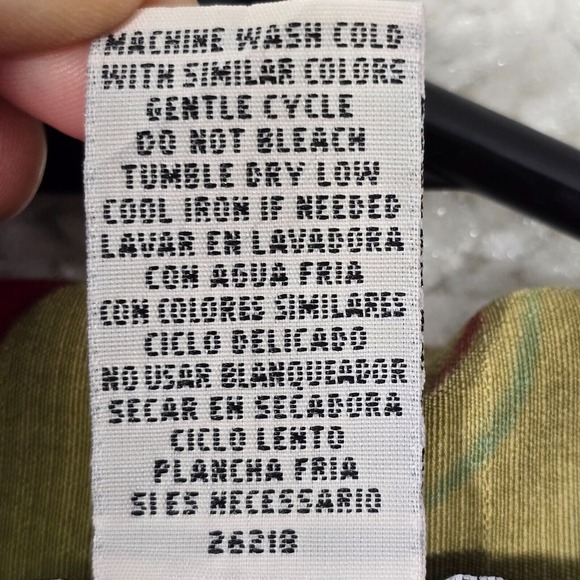 MACHINE WASH COLD
WITH SIMILAR COLORS
GENTLE CYCLE
DO NOT BLEACH
TUMBLE DRY LOW
COOL IRON IF NEEDED
LAVAR EN LAVADORA
CON AGUA FRIA
CON COLORES SIMILARES
CICLO DELICADO
NO USAR BLANQUEADOR
SECAR EN SECADORA
CICLO LENTO
PLANCHA FRIA
SI ES NECESSARIO
26218